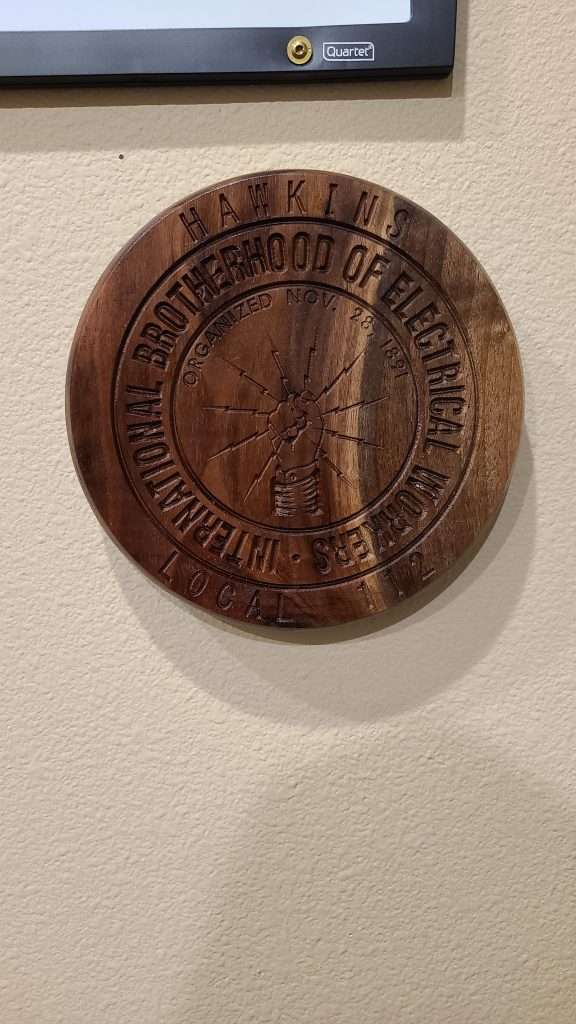 Quartet®
HAWKINS
INTERNATIONAL BROTHERHOOD OF ELECTRICAL WORKERS ·
ORGANIZED NOV. 28, 1891
LOCAL 112